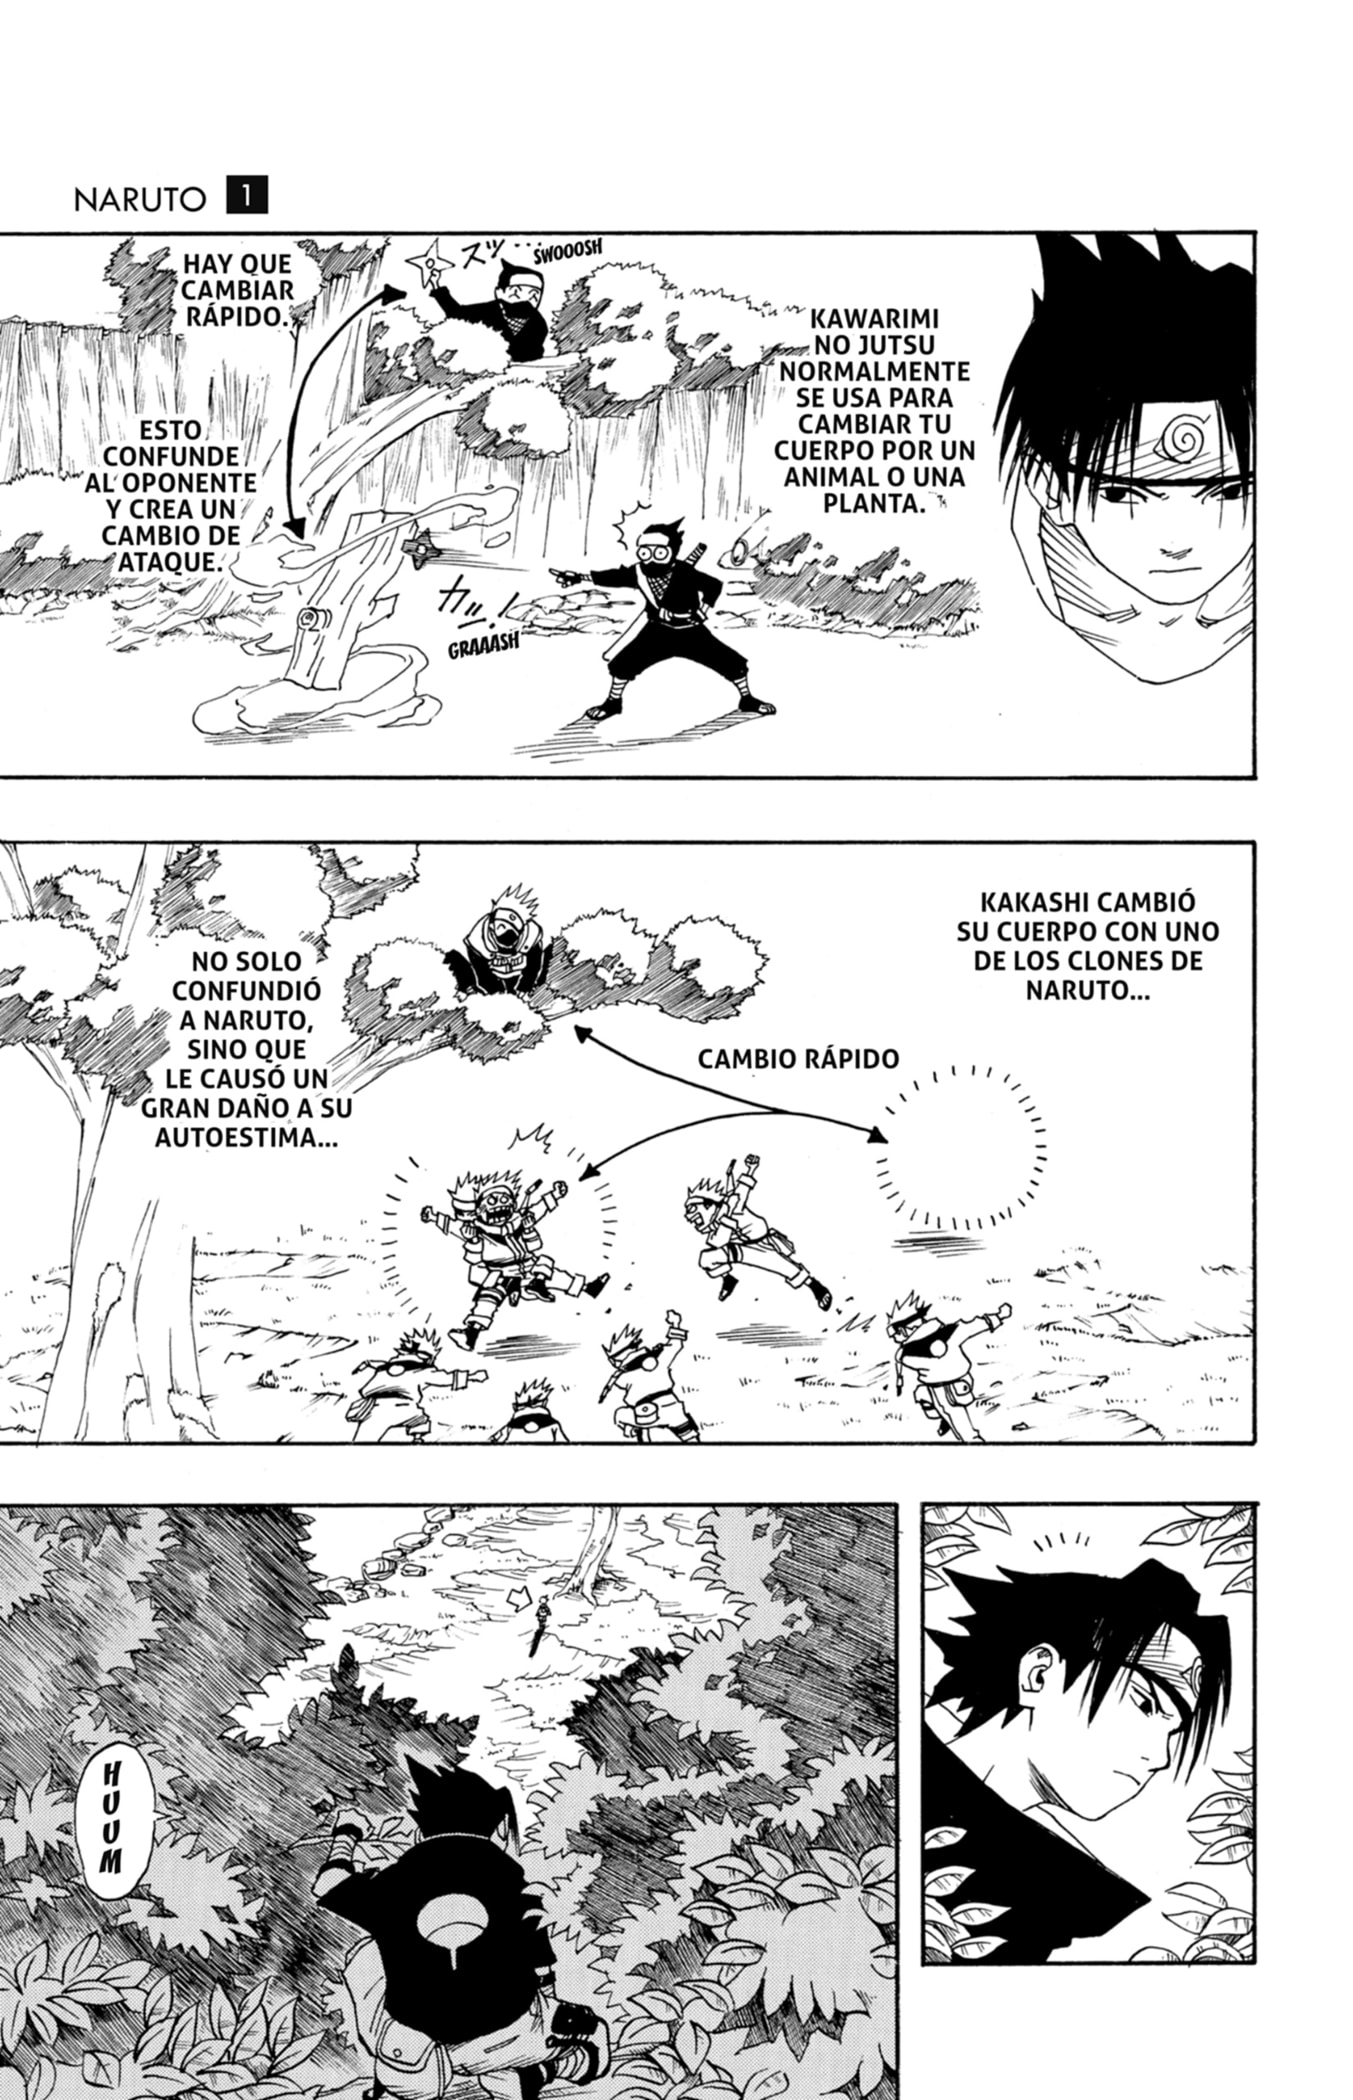 NARUTO 1
KAWARIMI
NO JUTSU
NORMALMENTE
SE USA PARA
CAMBIAR TU
CUERPO POR UN
ANIMAL O UNA
PLANTA.
スッ…
SWOOOSH
HAY QUE
CAMBIAR
RÁPIDO.
カッ!
GRAAASH
ESTO
CONFUNDE
AL OPONENTE
Y CREA UN
CAMBIO DE
ATAQUE.
KAKASHI CAMBIÓ
SU CUERPO CON UNO
DE LOS CLONES DE
NARUTO...
CAMBIO RÁPIDO
NO SOLO
CONFUNDIÓ
A NARUTO,
SINO QUE
LE CAUSÓ UN
GRAN DAÑO A SU
AUTOESTIMA...
HUUM